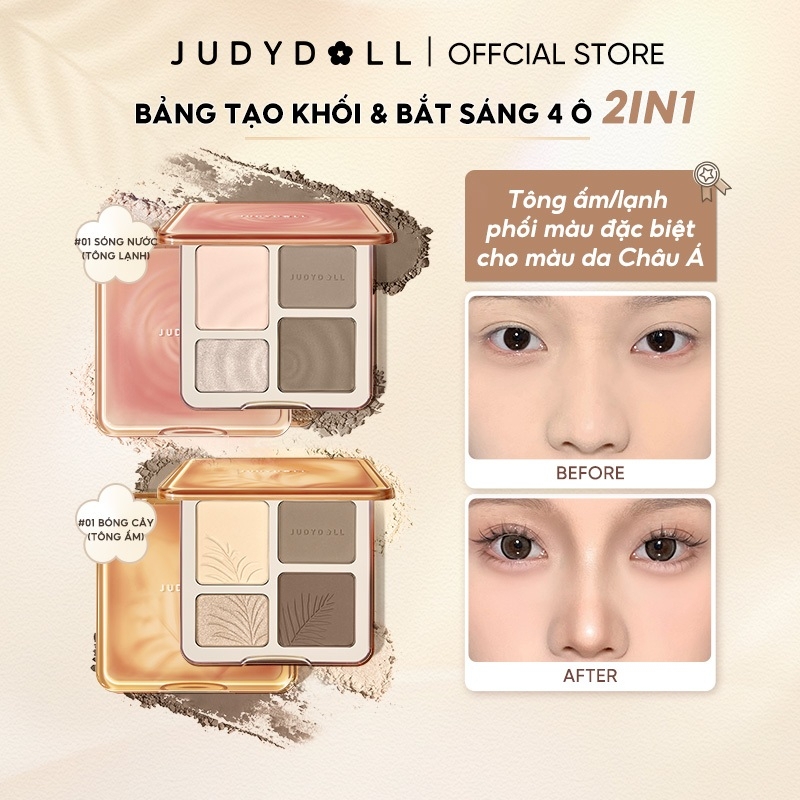 JUDYDOLL | OFFCIAL STORE
BẢNG TẠO KHỐI & BẮT SÁNG 4 Ô 2IN1
Tông ấm/lạnh
phối màu đặc biệt
cho màu da Châu Á
#01 SÓNG NƯỚC
(TÔNG LẠNH)
JUDYDOLL
JUDYDOLL
JUDYD
BEFORE
#01 BÓNG CÂY
(TÔNG ẤM)
JUDYDOLL
AFTER